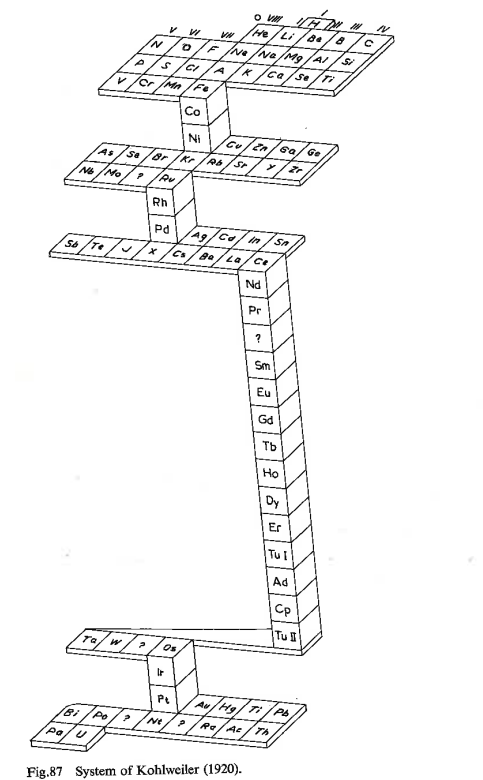 I
V VI VII O VIII I H II III IV
He Li Be B C
N O F Ne Na Mg Al Si
P S Cl A K Ca Se Ti
V Cr Mn Fe
Co
Ni
Cu Zn Ga Ge
As Se Br Kr Rb Sr Y Zr
Nb Mo ? Ru
Rh
Pd
Ag Cd In Sn
Sb Te J X Cs Ba La Ce
Nd
Pr
?
Sm
Eu
Gd
Tb
Ho
Dy
Er
Tu I
Ad
Cp
Tu II
Ta W ? Os
Ir
Pt
Au Hg Ti Pb
Bi Po ? Nt ? Ra Ac Th
Pa U
Fig.87 System of Kohlweiler (1920).